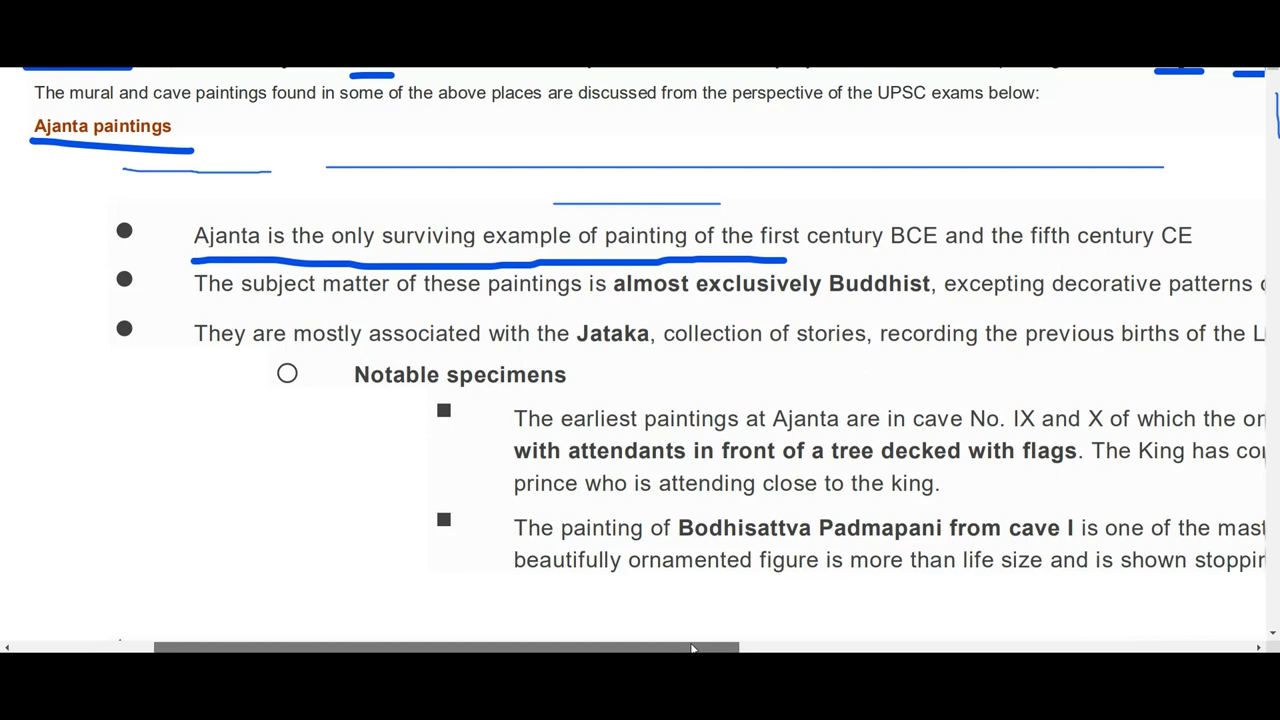 The mural and cave paintings found in some of the above places are discussed from the perspective of the UPSC exams below:
Ajanta paintings
Ajanta is the only surviving example of painting of the first century BCE and the fifth century CE
The subject matter of these paintings is almost exclusively Buddhist, excepting decorative patterns
They are mostly associated with the Jataka, collection of stories, recording the previous births of the
Notable specimens
The earliest paintings at Ajanta are in cave No. IX and X of which the
with attendants in front of a tree decked with flags. The King has
prince who is attending close to the king.
The painting of Bodhisattva Padmapani from cave I is one of the
beautifully ornamented figure is more than life size and is shown